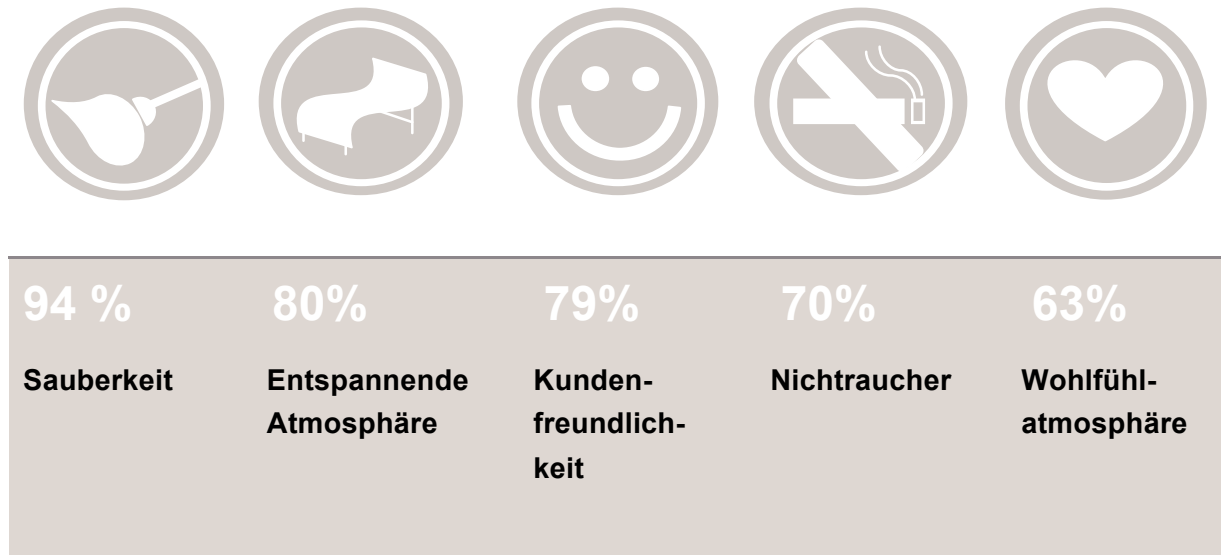 94 %
80%
79%
70%
63%
Sauberkeit
Entspannende
Atmosphäre
Kunden-
freundlich-
keit
Nichtraucher
Wohlfühl-
atmosphäre